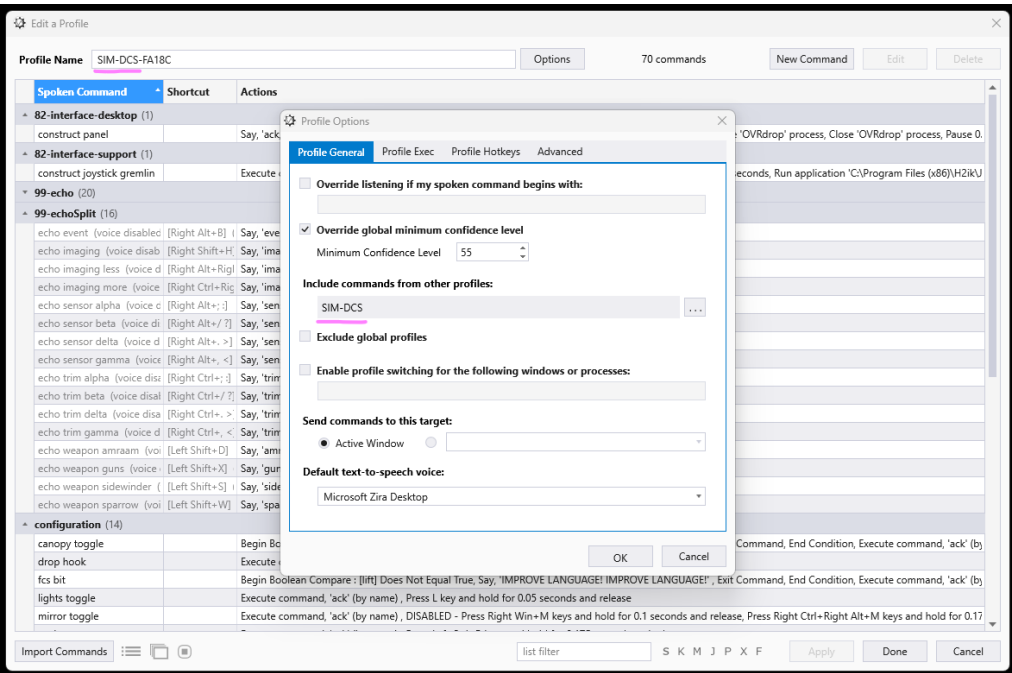 Edit a Profile
Profile Name SIM-DCS-FA18C Options 70 commands New Command Edit Delete
Spoken Command Shortcut Actions
82-interface-desktop (1)
construct panel Say, 'ack, 'OVRdrop' process, Close 'OVRdrop' process, Pause 0.
82-interface-support (1)
construct joystick gremlin Execute seconds, Run application 'C:\Program Files (x86)\H2ik\J
99-echo (20)
99-echoSplit (16)
echo event (voice disabled [Right Alt+B] Say, 'eve
echo imaging (voice disab [Right Shift+H Say, 'ima
echo imaging less (voice d [Right Alt+Rigl Say, 'ima
echo imaging more (voice [Right Ctrl+Rig Say, 'ima
echo sensor alpha (voice d [Right Alt+; :] Say, 'sen
echo sensor beta (voice di [Right Alt+/ ?] Say, 'sen
echo sensor delta (voice d [Right Alt+. >] Say, 'sen
echo sensor gamma (voice [Right Alt+, <] Say, 'sen
echo trim alpha (voice disa [Right Ctrl+; :] Say, 'trim
echo trim beta (voice disal [Right Ctrl+/ ?] Say, 'trim
echo trim delta (voice disa [Right Ctrl+. > Say, 'trim
echo trim gamma (voice d [Right Ctrl+, < Say, 'trim
echo weapon amraam (voi [Left Shift+D] Say, 'am
echo weapon guns (voice [Left Shift+X] Say, 'gun
echo weapon sidewinder ( [Left Shift+S] Say, 'side
echo weapon sparrow (voi [Left Shift+W] Say, 'spa
configuration (14)
canopy toggle Begin Bo Command, End Condition, Execute command, 'ack' (by
drop hook Execute
fcs bit Begin Boolean Compare : [lift] Does Not Equal True, Say, 'IMPROVE LANGUAGE! IMPROVE LANGUAGE!' , Exit Command, End Condition, Execute command, 'ack' (by
lights toggle Execute command, 'ack' (by name) , Press L key and hold for 0.05 seconds and release
mirror toggle Execute command, 'ack' (by name) , DISABLED - Press Right Win+M keys and hold for 0.1 seconds and release, Press Right Ctrl+Right Alt+M keys and hold for 0.17
Profile Options
Profile General Profile Exec Profile Hotkeys Advanced
Override listening if my spoken command begins with:
Override global minimum confidence level
Minimum Confidence Level 55
Include commands from other profiles:
SIM-DCS ...
Exclude global profiles
Enable profile switching for the following windows or processes:
Send commands to this target:
Active Window
Default text-to-speech voice:
Microsoft Zira Desktop
OK Cancel
Import Commands list filter S K M J P X F Apply Done Cancel